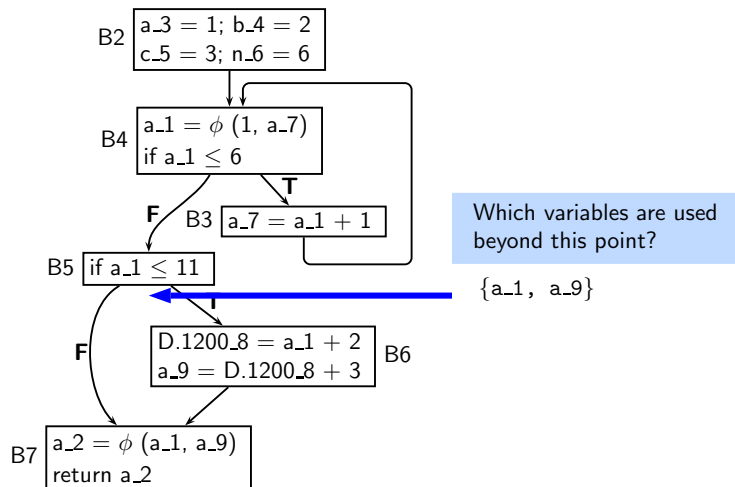 B2
a_3 = 1; b_4 = 2
c_5 = 3; n_6 = 6
B4
a_1 = ϕ (1, a_7)
if a_1 ≤ 6
T
F
B3
a_7 = a_1 + 1
Which variables are used
beyond this point?
B5
if a_1 ≤ 11
{a_1, a_9}
T
F
D.1200_8 = a_1 + 2
a_9 = D.1200_8 + 3
B6
B7
a_2 = ϕ (a_1, a_9)
return a_2